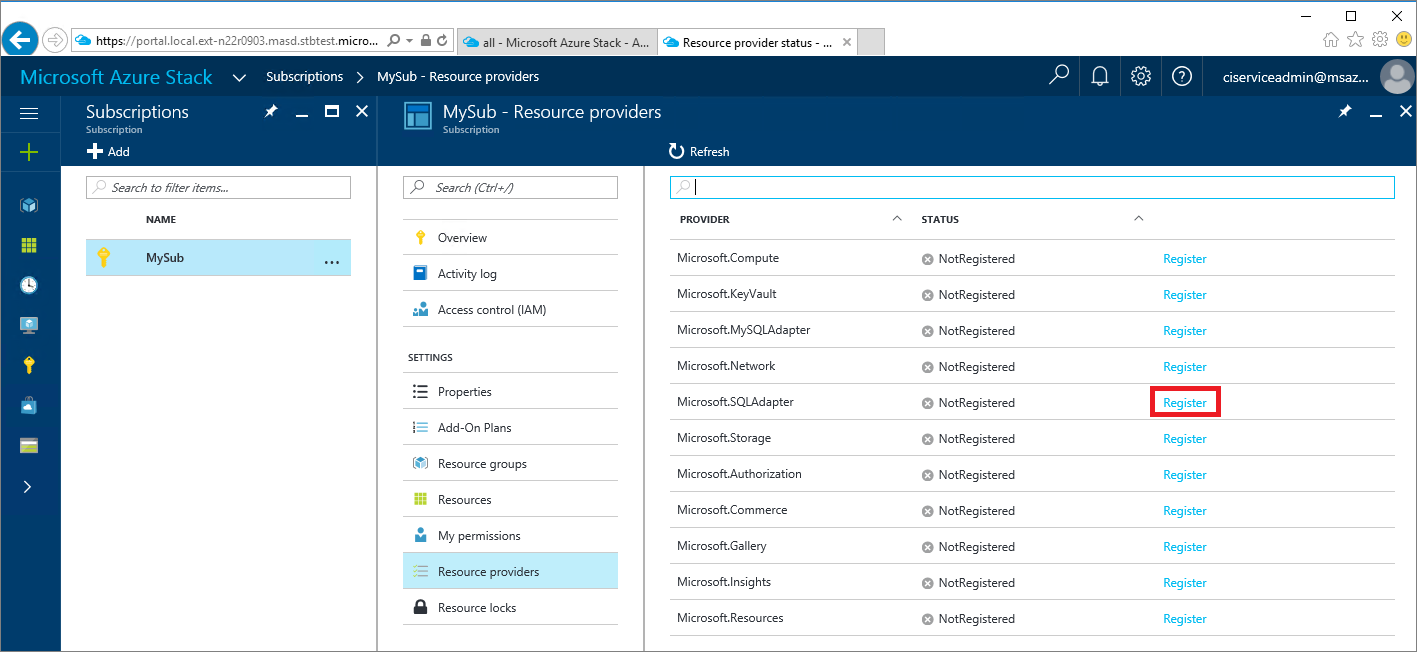 https://portal.local.ext-n22r0903.masd.stbtest.micro...
all - Microsoft Azure Stack - A...
Resource provider status - ...
Microsoft Azure Stack
Subscriptions
MySub - Resource providers
ciserviceadmin@msaz...
Subscriptions
Subscription
Add
Search to filter items...
NAME
MySub
...
MySub - Resource providers
Subscription
Search (Ctrl+/)
Overview
Activity log
Access control (IAM)
SETTINGS
Properties
Add-On Plans
Resource groups
Resources
My permissions
Resource providers
Resource locks
Refresh
PROVIDER STATUS
Microsoft.Compute NotRegistered Register
Microsoft.KeyVault NotRegistered Register
Microsoft.MySQLAdapter NotRegistered Register
Microsoft.Network NotRegistered Register
Microsoft.SQLAdapter NotRegistered Register
Microsoft.Storage NotRegistered Register
Microsoft.Authorization NotRegistered Register
Microsoft.Commerce NotRegistered Register
Microsoft.Gallery NotRegistered Register
Microsoft.Insights NotRegistered Register
Microsoft.Resources NotRegistered Register